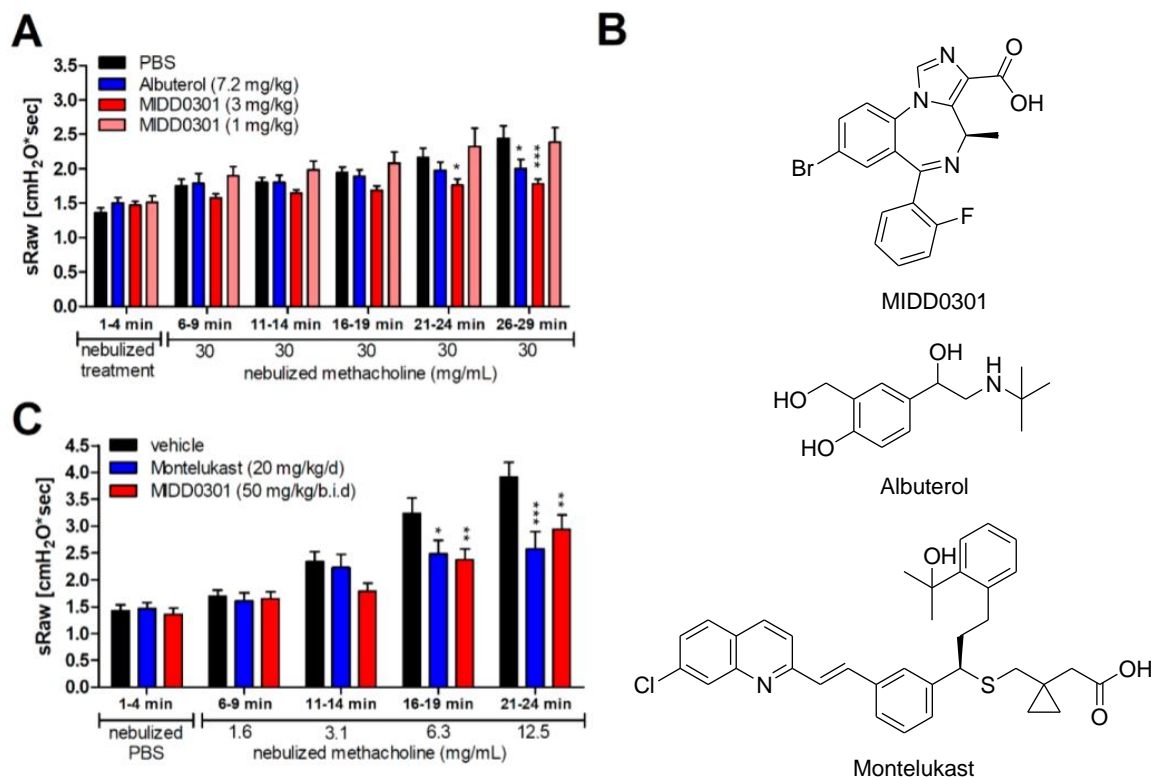 A
PBS
Albuterol (7.2 mg/kg)
MIDD0301 (3 mg/kg)
MIDD0301 (1 mg/kg)
sRaw [cmH₂O*sec]
3.5
3.0
2.5
2.0
1.5
1.0
0.5
0.0
* * *** 
1-4 min 6-9 min 11-14 min 16-19 min 21-24 min 26-29 min
nebulized
treatment
30 30 30 30 30
nebulized methacholine (mg/mL)
B
N
N
O
OH
Br
N
F
MIDD0301
OH
H
N
HO
HO
Albuterol
OH
Cl
N
S
OH
O
Montelukast
C
vehicle
Montelukast (20 mg/kg/d)
MIDD0301 (50 mg/kg/b.i.d)
sRaw [cmH₂O*sec]
4.5
4.0
3.5
3.0
2.5
2.0
1.5
1.0
0.5
0.0
* ** *** **
1-4 min 6-9 min 11-14 min 16-19 min 21-24 min
nebulized
PBS
1.6 3.1 6.3 12.5
nebulized methacholine (mg/mL)